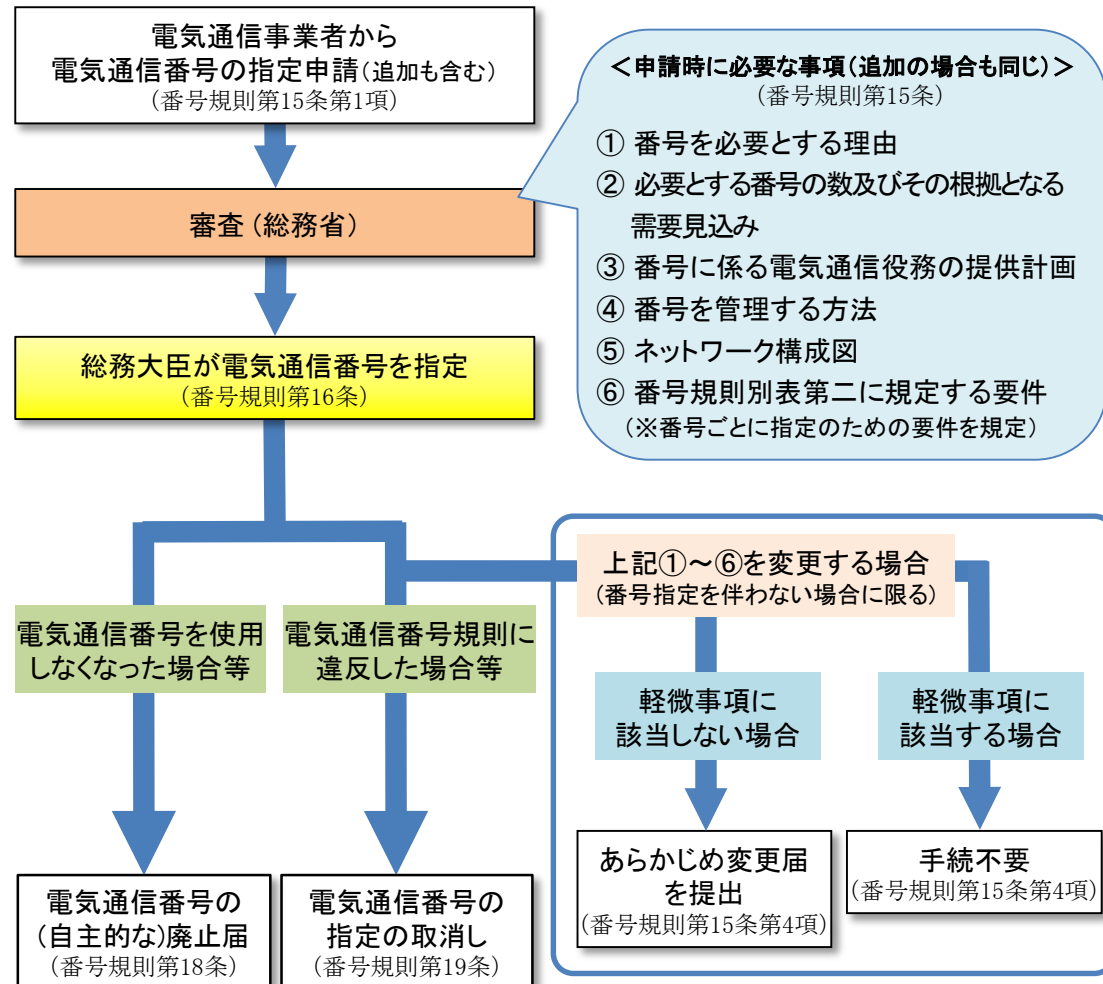 電気通信事業者から
電気通信番号の指定申請(追加も含む)
(番号規則第15条第1項)
審査 (総務省)
総務大臣が電気通信番号を指定
(番号規則第16条)
<申請時に必要な事項(追加の場合も同じ)>
(番号規則第15条)
① 番号を必要とする理由
② 必要とする番号の数及びその根拠となる
需要見込み
③ 番号に係る電気通信役務の提供計画
④ 番号を管理する方法
⑤ ネットワーク構成図
⑥ 番号規則別表第二に規定する要件
(※番号ごとに指定のための要件を規定)
上記①~⑥を変更する場合
(番号指定を伴わない場合に限る)
電気通信番号を使用
しなくなった場合等
電気通信番号規則に
違反した場合等
軽微事項に
該当しない場合
軽微事項に
該当する場合
電気通信番号の
(自主的な)廃止届
(番号規則第18条)
電気通信番号の
指定の取消し
(番号規則第19条)
あらかじめ変更届
を提出
(番号規則第15条第4項)
手続不要
(番号規則第15条第4項)